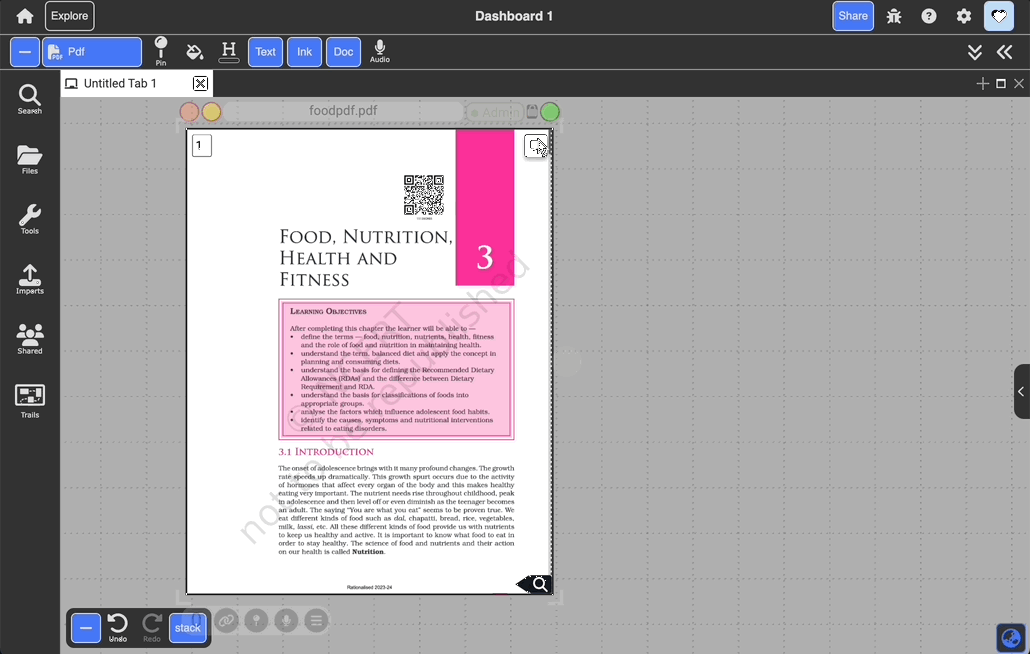 Explore
Dashboard 1
Share
Pdf
PDF
Pin
H
Text
Ink
Doc
Audio
Search
Untitled Tab 1
Files
Tools
Imports
Shared
Trails
foodpdf.pdf
Admin
1
3
FOOD, NUTRITION,
HEALTH AND
FITNESS
LEARNING OBJECTIVES
After completing this chapter the learner will be able to —
• define the terms — food, nutrition, nutrients, health, fitness
and the role of food and nutrition in maintaining health.
• understand the term, balanced diet and apply the concept in
planning and consuming diets.
• understand the basis for defining the Recommended Dietary
Allowances (RDAs) and the difference between Dietary
Requirement and RDA.
• understand the basis for classifications of foods into
appropriate groups.
• analyse the factors which influence adolescent food habits.
• identify the causes, symptoms and nutritional interventions
related to eating disorders.
3.1 INTRODUCTION
The onset of adolescence brings with it many profound changes. The growth
rate speeds up dramatically. This growth spurt occurs due to the activity
of hormones that affect every organ of the body and this makes healthy
eating very important. The nutrient needs rise throughout childhood, peak
in adolescence and then level off or even diminish as the teenager becomes
an adult. The saying "You are what you eat" seems to be proven true. We
eat different kinds of food such as dal, chapatti, bread, rice, vegetables,
milk, lassi, etc. All these different kinds of food provide us with nutrients
to keep us healthy and active. It is important to know what food to eat in
order to stay healthy. The science of food and nutrients and their action
on our health is called Nutrition.
not to be republished
Rationalised 2023-24
Undo
Redo
stack